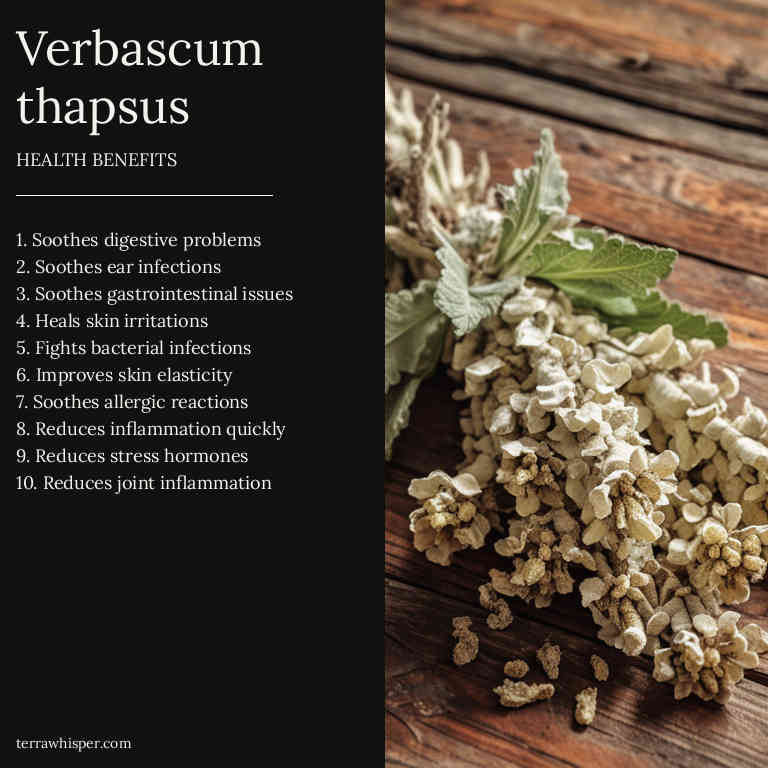 Verbascum
thapsus
HEALTH BENEFITS
1. Soothes digestive problems
2. Soothes ear infections
3. Soothes gastrointestinal issues
4. Heals skin irritations
5. Fights bacterial infections
6. Improves skin elasticity
7. Soothes allergic reactions
8. Reduces inflammation quickly
9. Reduces stress hormones
10. Reduces joint inflammation
terrawhisper.com